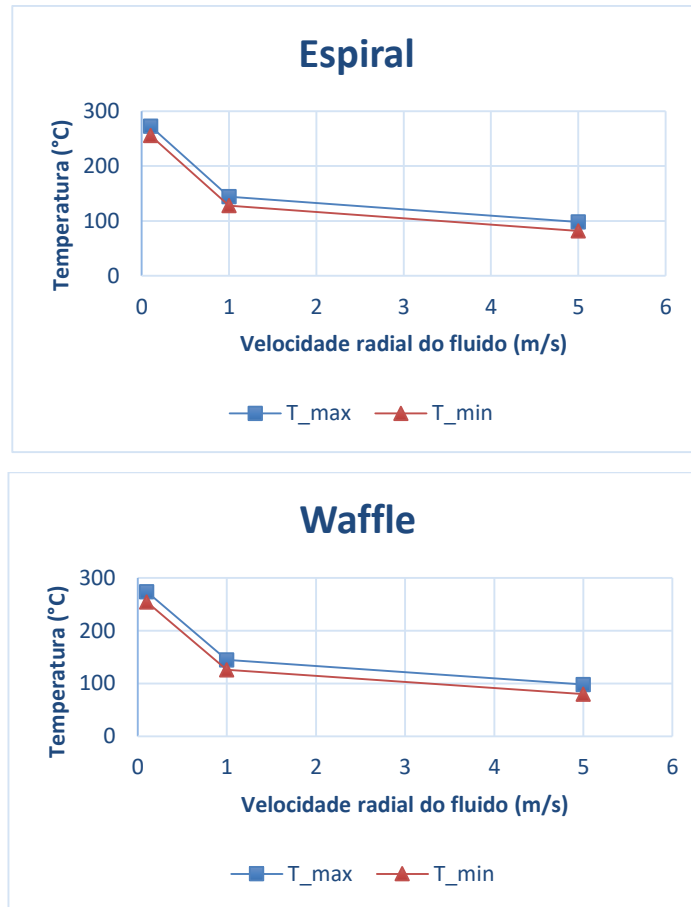 Espiral
Temperatura (°C)
300
200
100
0
0 1 2 3 4 5 6
Velocidade radial do fluido (m/s)
T_max T_min
Waffle
Temperatura (°C)
300
200
100
0
0 1 2 3 4 5 6
Velocidade radial do fluido (m/s)
T_max T_min